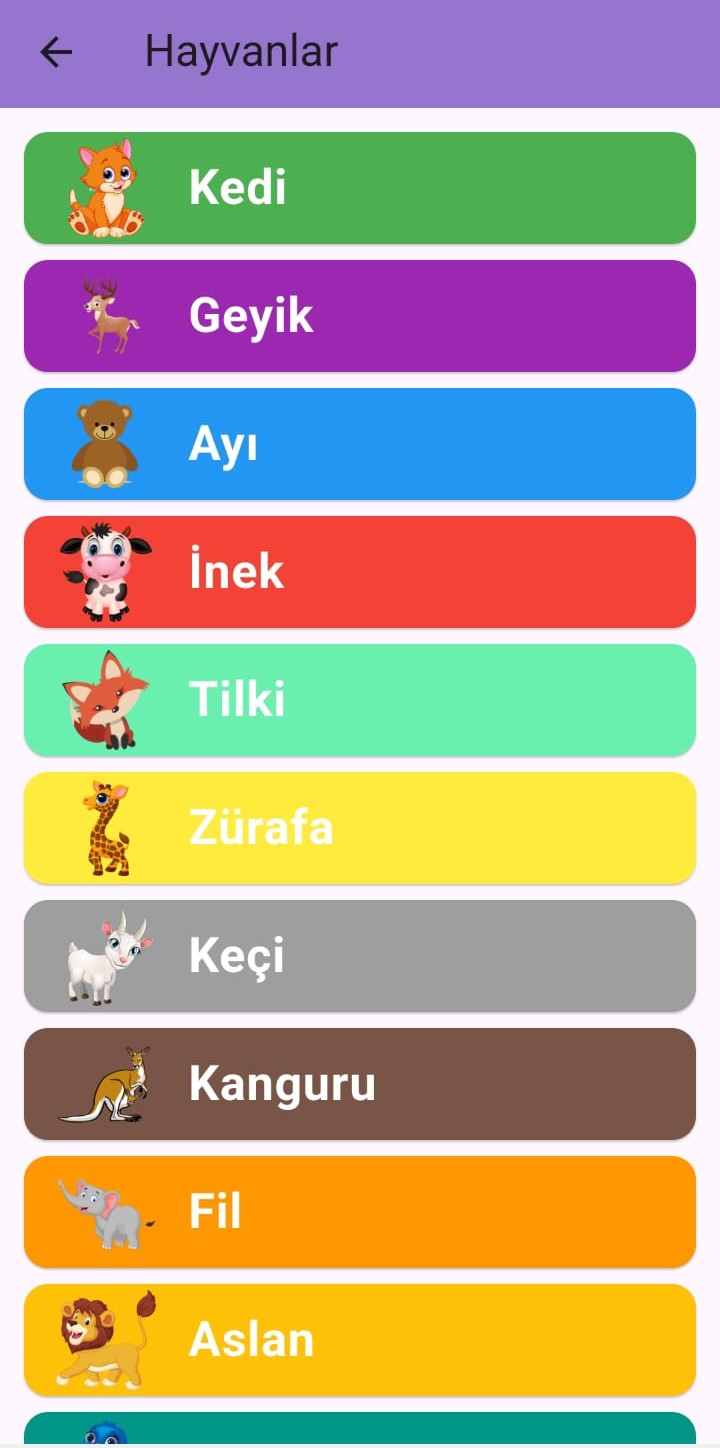 Hayvanlar
Kedi
Geyik
Ayı
İnek
Tilki
Zürafa
Keçi
Kanguru
Fil
Aslan